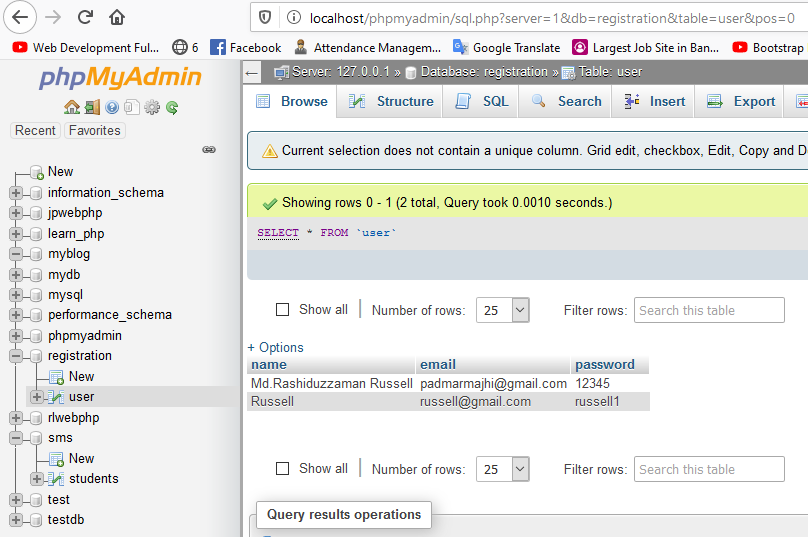 localhost/phpmyadmin/sql.php?server=1&db=registration&table=user&pos=0
Web Development Ful... 6 Facebook Attendance Managem... Google Translate Largest Job Site in Ban... Bootstrap
phpMyAdmin
Recent Favorites
New
information_schema
jpwebphp
learn_php
myblog
mydb
mysql
performance_schema
phpmyadmin
registration
New
user
rlwebphp
sms
New
students
test
testdb
Server: 127.0.0.1 » Database: registration » Table: user
Browse Structure SQL Search Insert Export
Current selection does not contain a unique column. Grid edit, checkbox, Edit, Copy and D
Showing rows 0 - 1 (2 total, Query took 0.0010 seconds.)
SELECT * FROM `user`
Show all Number of rows: 25 Filter rows: Search this table
+ Options
name email password
Md.Rashiduzzaman Russell padmarmajhi@gmail.com 12345
Russell russell@gmail.com russell1
Show all Number of rows: 25 Filter rows: Search this table
Query results operations